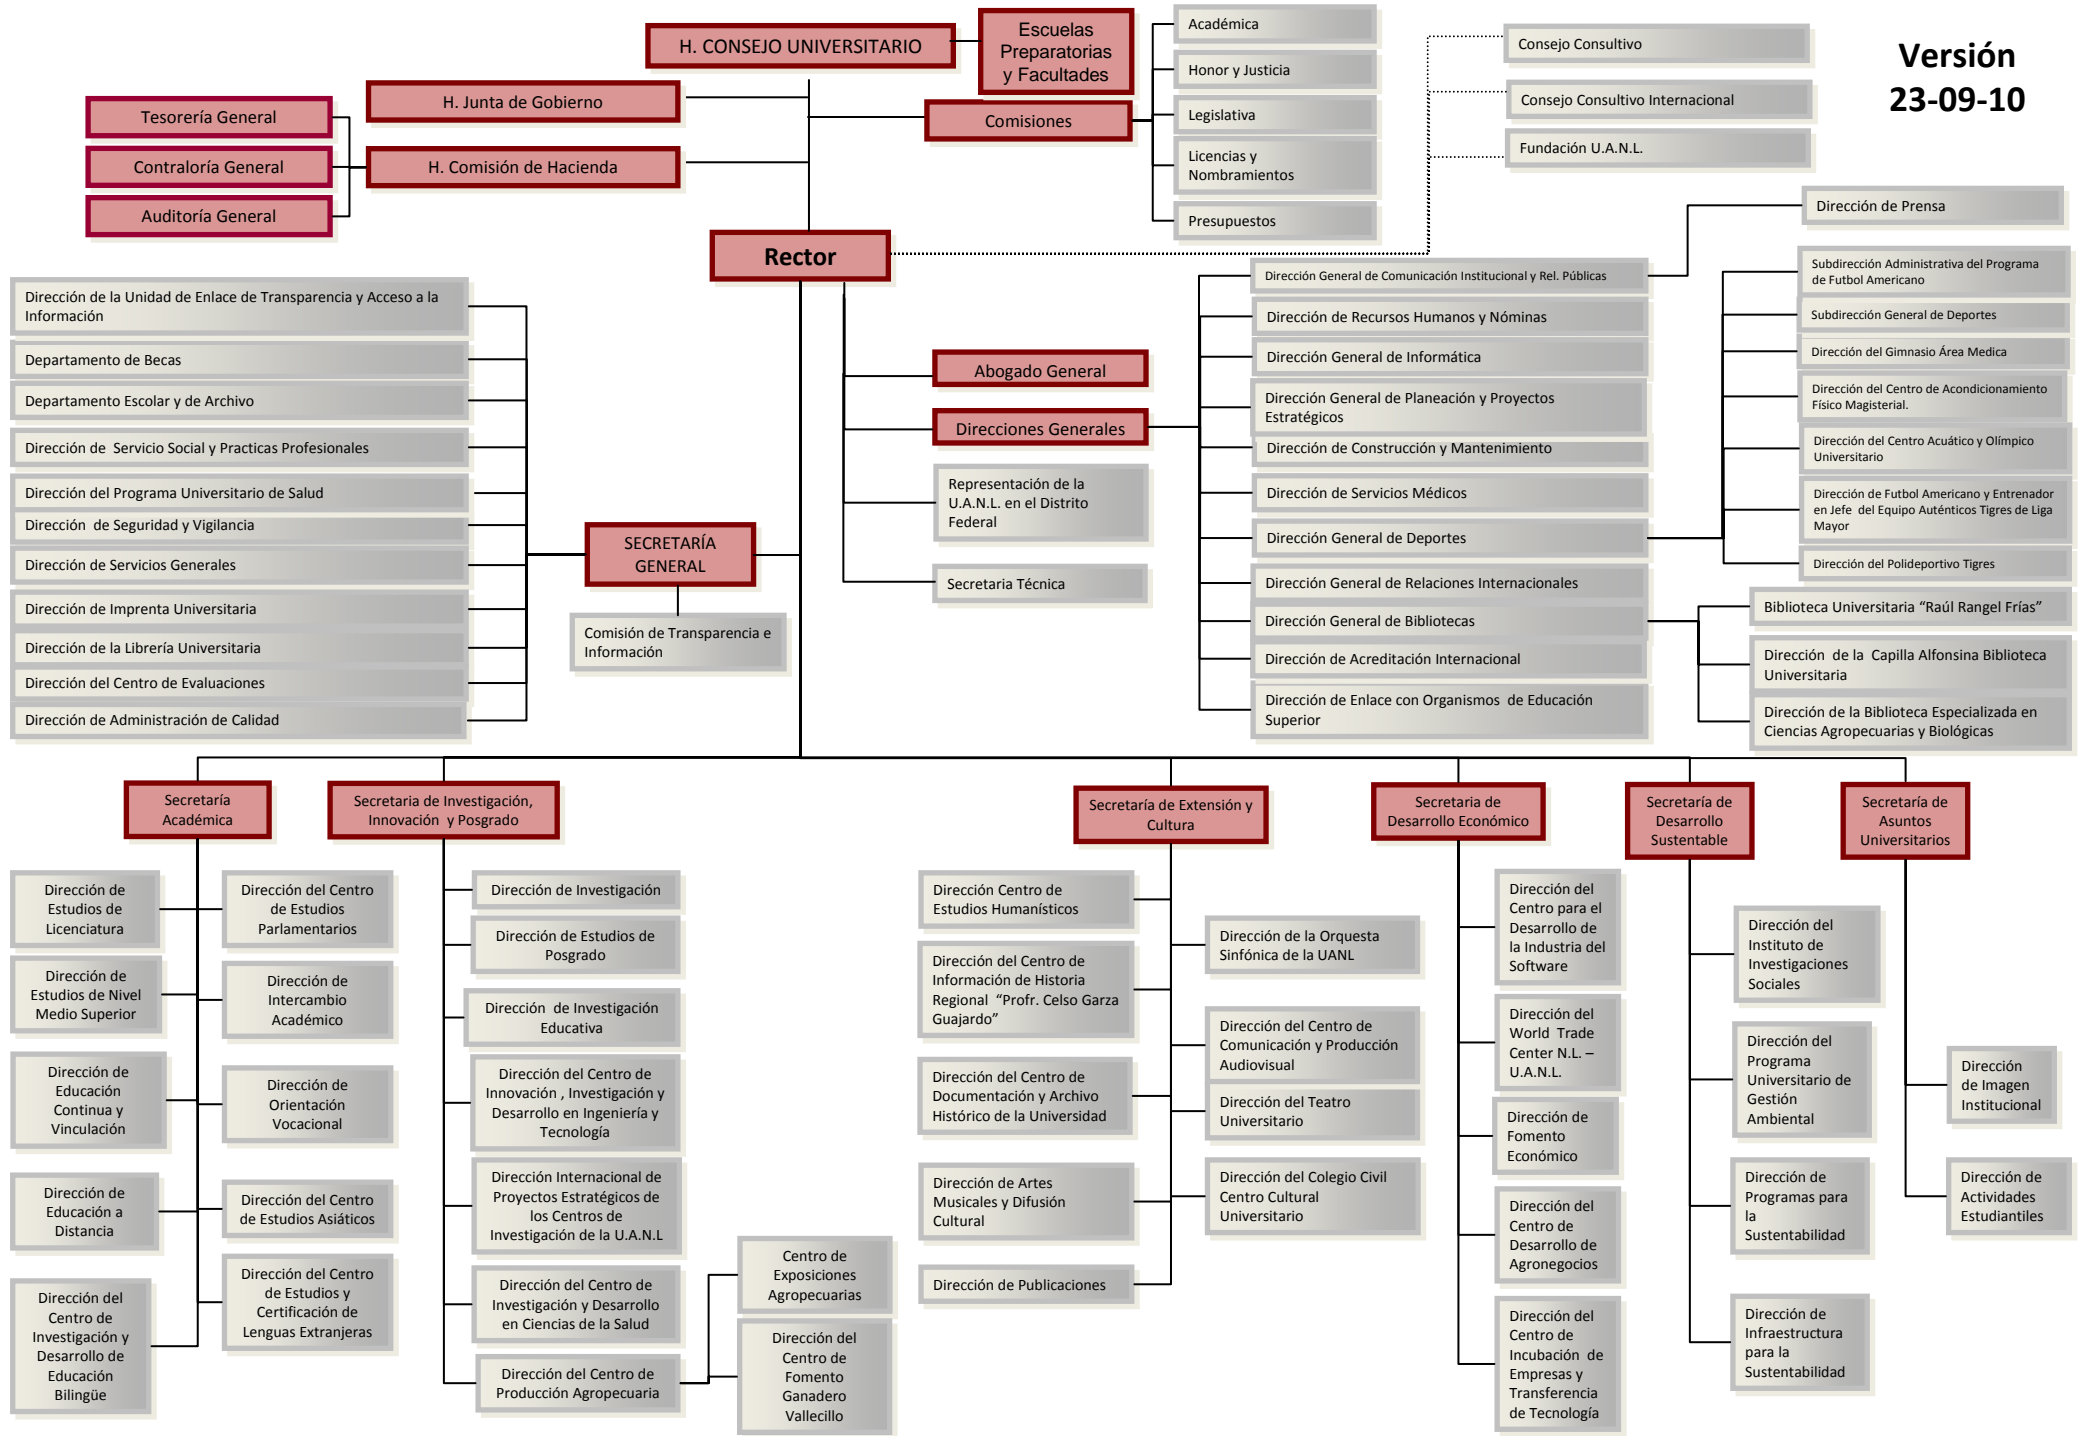 H. CONSEJO UNIVERSITARIO
Escuelas
Preparatorias
y Facultades
Académica
Honor y Justicia
Legislativa
Licencias y
Nombramientos
Presupuestos
Comisiones
Consejo Consultivo
Consejo Consultivo Internacional
Fundación U.A.N.L.
Versión
23-09-10
H. Junta de Gobierno
H. Comisión de Hacienda
Tesorería General
Contraloría General
Auditoría General
Rector
Dirección de la Unidad de Enlace de Transparencia y Acceso a la
Información
Departamento de Becas
Departamento Escolar y de Archivo
Dirección de Servicio Social y Practicas Profesionales
Dirección del Programa Universitario de Salud
Dirección de Seguridad y Vigilancia
Dirección de Servicios Generales
Dirección de Imprenta Universitaria
Dirección de la Librería Universitaria
Dirección del Centro de Evaluaciones
Dirección de Administración de Calidad
SECRETARÍA
GENERAL
Comisión de Transparencia e
Información
Abogado General
Direcciones Generales
Representación de la
U.A.N.L. en el Distrito
Federal
Secretaria Técnica
Dirección General de Comunicación Institucional y Rel. Públicas
Dirección de Recursos Humanos y Nóminas
Dirección General de Informática
Dirección General de Planeación y Proyectos
Estratégicos
Dirección de Construcción y Mantenimiento
Dirección de Servicios Médicos
Dirección General de Deportes
Dirección General de Relaciones Internacionales
Dirección General de Bibliotecas
Dirección de Acreditación Internacional
Dirección de Enlace con Organismos de Educación
Superior
Dirección de Prensa
Subdirección Administrativa del Programa
de Futbol Americano
Subdirección General de Deportes
Dirección del Gimnasio Área Medica
Dirección del Centro de Acondicionamiento
Físico Magisterial.
Dirección del Centro Acuático y Olímpico
Universitario
Dirección de Futbol Americano y Entrenador
en Jefe del Equipo Auténticos Tigres de Liga
Mayor
Dirección del Polideportivo Tigres
Biblioteca Universitaria “Raúl Rangel Frías”
Dirección de la Capilla Alfonsina Biblioteca
Universitaria
Dirección de la Biblioteca Especializada en
Ciencias Agropecuarias y Biológicas
Secretaría
Académica
Dirección de
Estudios de
Licenciatura
Dirección del Centro
de Estudios
Parlamentarios
Dirección de
Estudios de Nivel
Medio Superior
Dirección de
Intercambio
Académico
Dirección de
Educación
Continua y
Vinculación
Dirección de
Orientación
Vocacional
Dirección de
Educación a
Distancia
Dirección del Centro
de Estudios Asiáticos
Dirección del
Centro de
Investigación y
Desarrollo de
Educación
Bilingüe
Dirección del Centro
de Estudios y
Certificación de
Lenguas Extranjeras
Secretaria de Investigación,
Innovación y Posgrado
Dirección de Investigación
Dirección de Estudios de
Posgrado
Dirección de Investigación
Educativa
Dirección del Centro de
Innovación , Investigación y
Desarrollo en Ingeniería y
Tecnología
Dirección Internacional de
Proyectos Estratégicos de
los Centros de
Investigación de la U.A.N.L
Dirección del Centro de
Investigación y Desarrollo
en Ciencias de la Salud
Dirección del Centro de
Producción Agropecuaria
Centro de
Exposiciones
Agropecuarias
Dirección del
Centro de
Fomento
Ganadero
Vallecillo
Secretaría de Extensión y
Cultura
Dirección Centro de
Estudios Humanísticos
Dirección del Centro de
Información de Historia
Regional “Profr. Celso Garza
Guajardo”
Dirección del Centro de
Documentación y Archivo
Histórico de la Universidad
Dirección de Artes
Musicales y Difusión
Cultural
Dirección de Publicaciones
Dirección de la Orquesta
Sinfónica de la UANL
Dirección del Centro de
Comunicación y Producción
Audiovisual
Dirección del Teatro
Universitario
Dirección del Colegio Civil
Centro Cultural
Universitario
Secretaria de
Desarrollo Económico
Dirección del
Centro para el
Desarrollo de
la Industria del
Software
Dirección del
World Trade
Center N.L. –
U.A.N.L.
Dirección de
Fomento
Económico
Dirección del
Centro de
Desarrollo de
Agronegocios
Dirección del
Centro de
Incubación de
Empresas y
Transferencia
de Tecnología
Secretaría de
Desarrollo
Sustentable
Dirección del
Instituto de
Investigaciones
Sociales
Dirección del
Programa
Universitario de
Gestión
Ambiental
Dirección de
Programas para
la
Sustentabilidad
Dirección de
Infraestructura
para la
Sustentabilidad
Secretaría de
Asuntos
Universitarios
Dirección
de Imagen
Institucional
Dirección de
Actividades
Estudiantiles